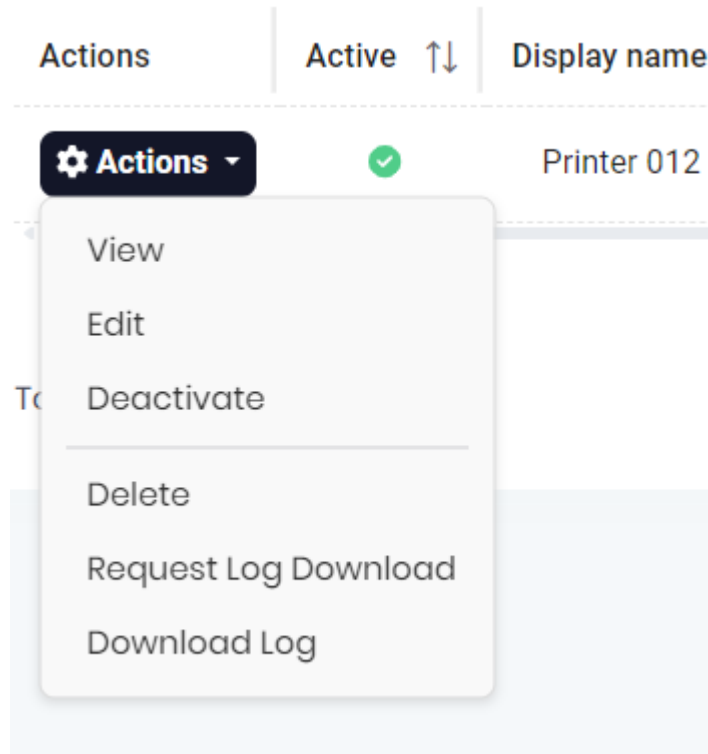 Actions Active Display name
Actions Printer 012
View
Edit
Deactivate
Delete
Request Log Download
Download Log